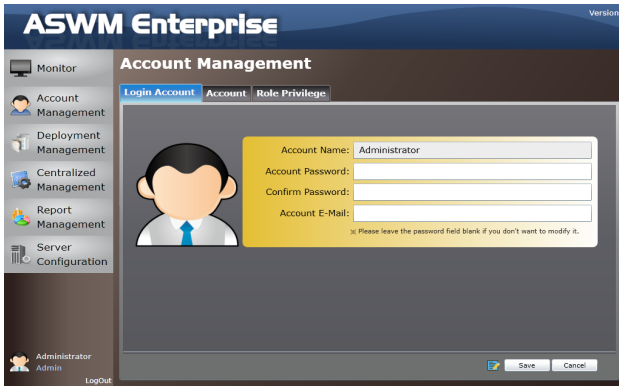 ASWM Enterprise
Version
Monitor
Account
Management
Deployment
Management
Centralized
Management
Report
Management
Server
Configuration
Administrator
Admin
LogOut
Account Management
Login Account
Account
Role Privilege
Account Name:
Administrator
Account Password:
Confirm Password:
Account E-Mail:
※ Please leave the password field blank if you don't want to modify it.
Save
Cancel